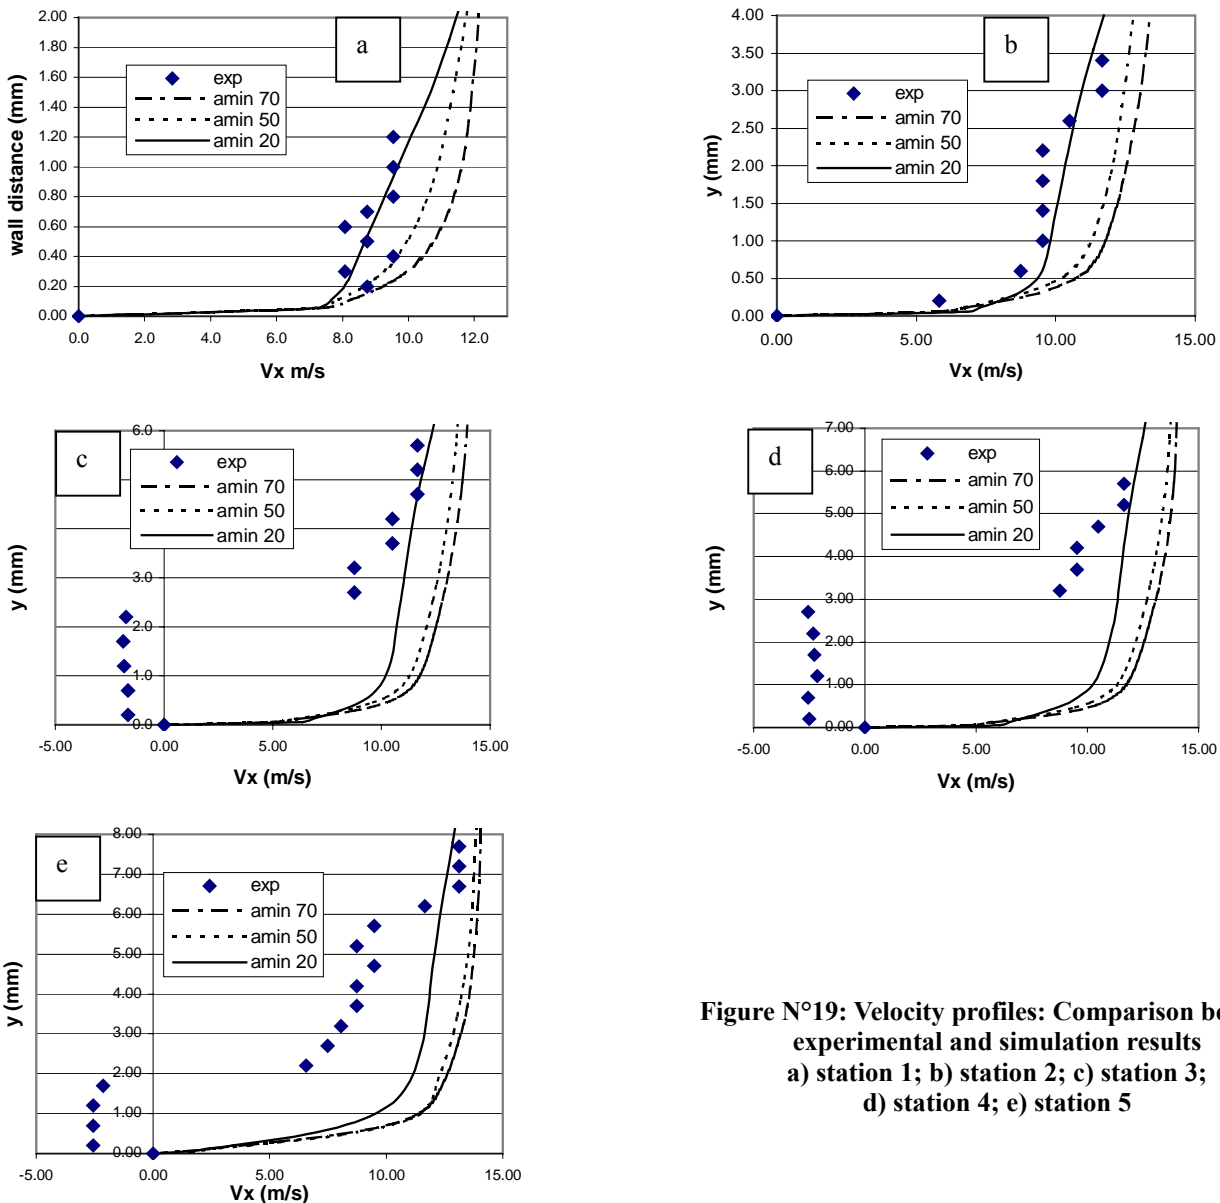 2.00
1.80
1.60
1.40
1.20
1.00
0.80
0.60
0.40
0.20
0.00
wall distance (mm)
a
exp
amin 70
amin 50
amin 20
0.0
2.0
4.0
6.0
8.0
10.0
12.0
Vx m/s
4.00
3.50
3.00
2.50
2.00
1.50
1.00
0.50
0.00
y (mm)
b
exp
amin 70
amin 50
amin 20
0.00
5.00
10.00
15.00
Vx (m/s)
6.0
3.0
2.0
1.0
0.0
y (mm)
c
exp
amin 70
amin 50
amin 20
-5.00
0.00
5.00
10.00
15.00
Vx (m/s)
7.00
6.00
5.00
4.00
3.00
2.00
1.00
0.00
y (mm)
d
exp
amin 70
amin 50
amin 20
-5.00
0.00
5.00
10.00
15.00
Vx (m/s)
8.00
7.00
6.00
5.00
4.00
3.00
2.00
1.00
0.00
y (mm)
e
exp
amin 70
amin 50
amin 20
-5.00
0.00
5.00
10.00
15.00
Vx (m/s)
Figure N°19: Velocity profiles: Comparison be
experimental and simulation results
a) station 1; b) station 2; c) station 3;
d) station 4; e) station 5